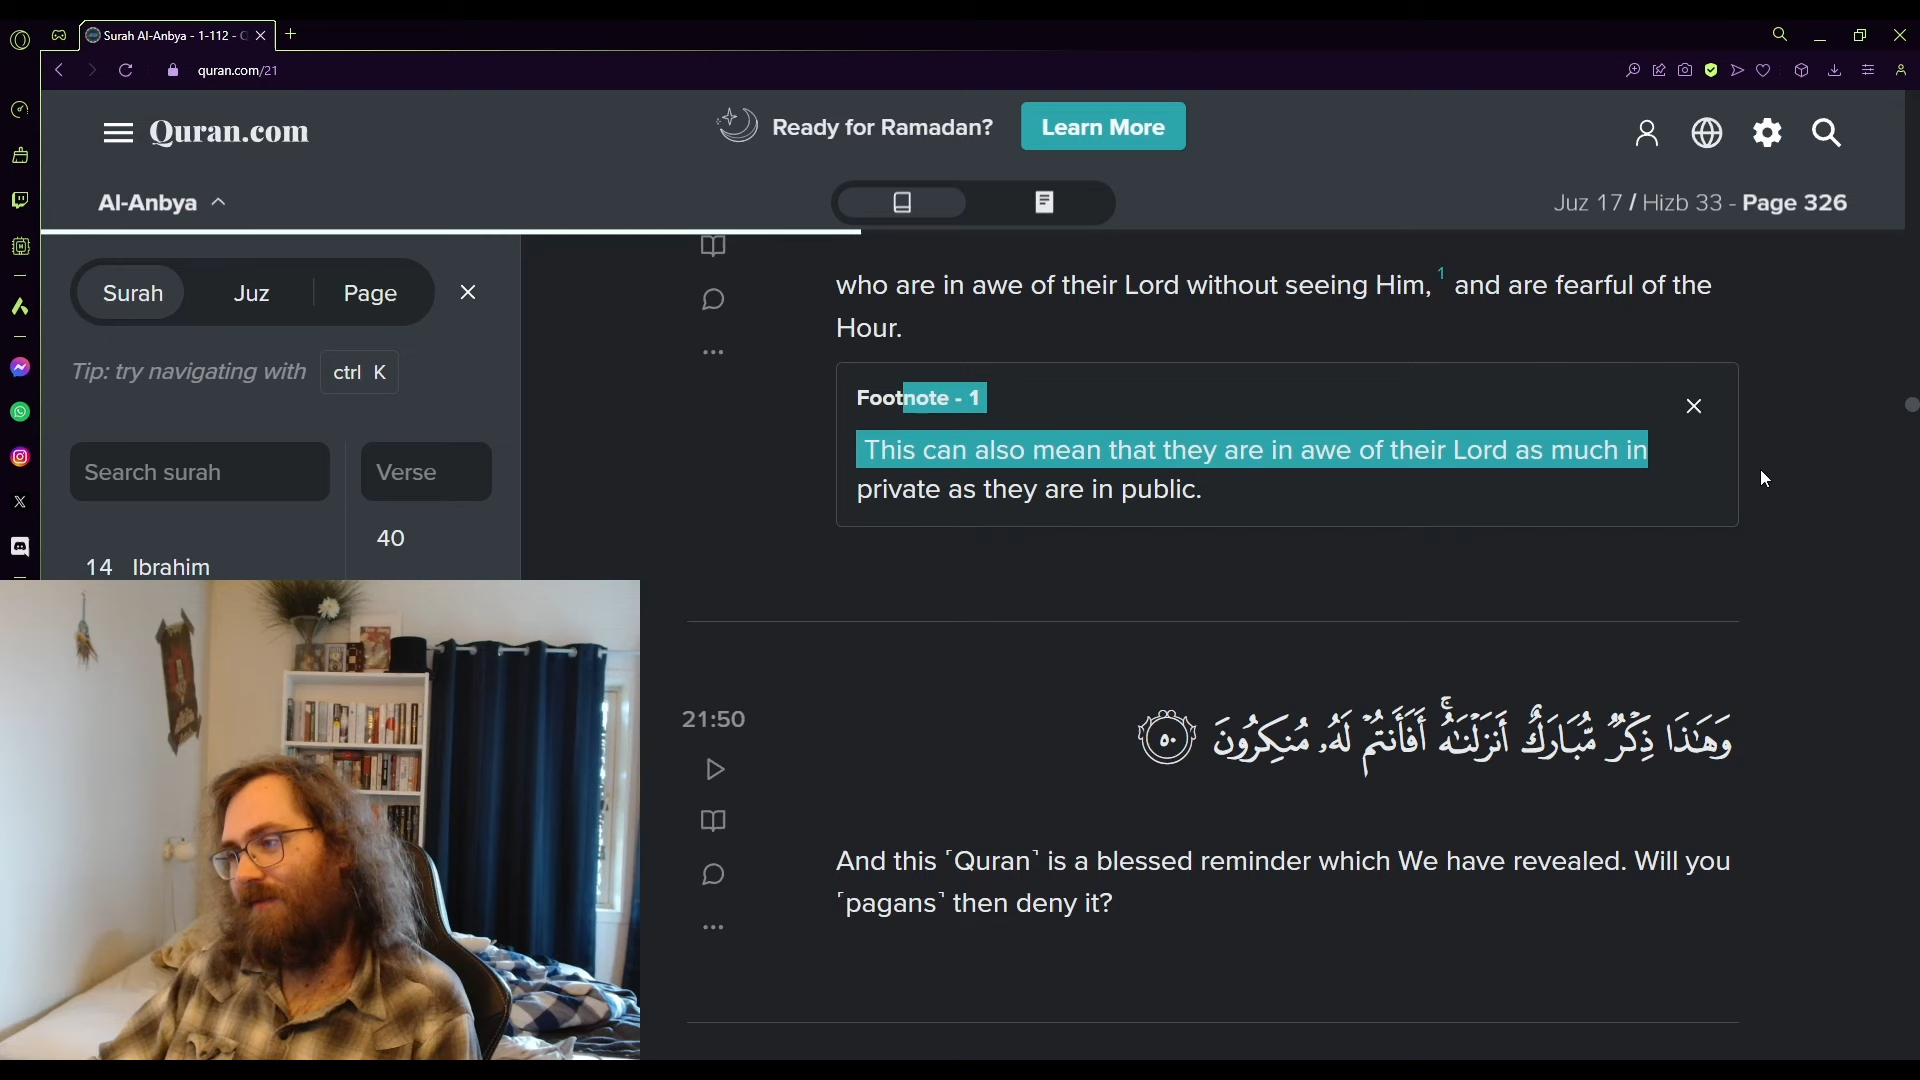 Surah Al-Anbya - 1-112 -
quran.com/21
Quran.com
Ready for Ramadan?
Learn More
Al-Anbya
Juz 17 / Hizb 33 - Page 326
Surah
Juz
Page
Tip: try navigating with ctrl K
Search surah
Verse
40
14 Ibrahim
who are in awe of their Lord without seeing Him, 1 and are fearful of the
Hour.
Footnote - 1
This can also mean that they are in awe of their Lord as much in
private as they are in public.
21:50
وَهَـٰذَا ذِكْرٌۭ مُّبَارَكٌ أَنزَلْنَـٰهُ ۚ أَفَأَنتُمْ لَهُۥ مُنكِرُونَ ٥٠
And this ˹Quran˺ is a blessed reminder which We have revealed. Will you
˹pagans˺ then deny it?